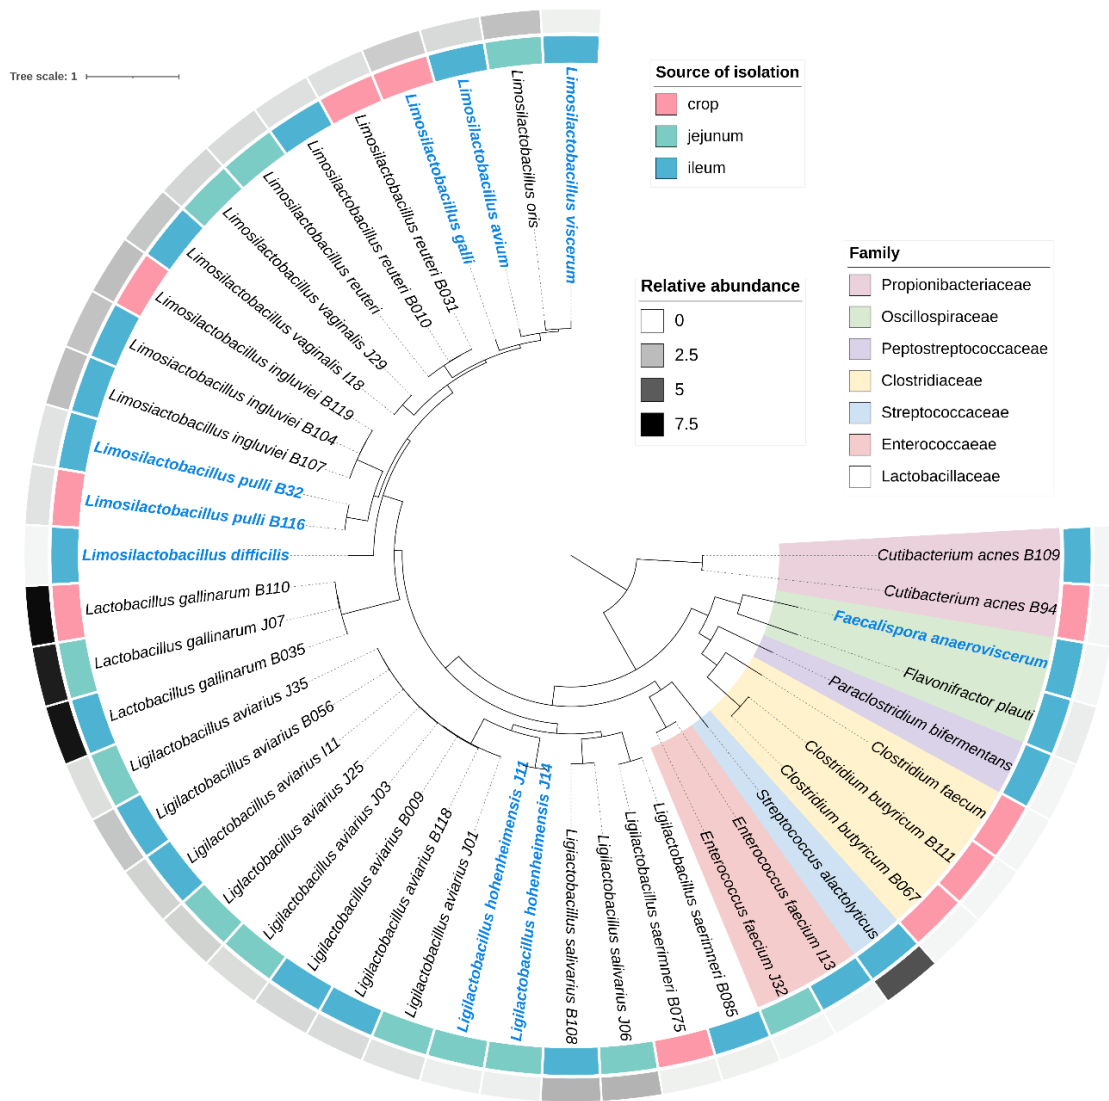 Tree scale: 1
Source of isolation
crop
jejunum
ileum
Relative abundance
0
2.5
5
7.5
Family
Propionibacteriaceae
Oscillospiraceae
Peptostreptococcaceae
Clostridiaceae
Streptococcaceae
Enterococcaeae
Lactobacillaceae
Limosilactobacillus viscerum
Limosilactobacillus oris
Limosilactobacillus avium
Limosilactobacillus galli
Limosilactobacillus reuteri B031
Limosilactobacillus reuteri B010
Limosilactobacillus reuteri
Limosilactobacillus vaginalis J29
Limosilactobacillus vaginalis I18
Limosilactobacillus ingluviei B119
Limosiactobacillus ingluviei B104
Limosiactobacillus ingluviei B107
Limosilactobacillus pulli B32
Limosilactobacillus pulli B116
Limosilactobacillus difficilis
Lactobacillus gallinarum B110
Lactobacillus gallinarum J07
Lactobacillus gallinarum B035
Ligilactobacillus aviarius J35
Ligilactobacillus aviarius B056
Ligilactobacillus aviarius I11
Liglactobacillus aviarius J25
Ligilactobacillus aviarius J03
Ligilactobacillus aviarius B009
Ligilactobacillus aviarius B118
Ligilactobacillus aviarius J01
Ligilactobacillus hohenheimensis J11
Ligilactobacillus hohenheimensis J14
Ligiactobacillus salivarius B108
Ligilactobacillus salivarius J06
Ligilactobacillus saerimneri B075
Ligilactobacillus saerimneri B085
Enterococcus faecium J32
Enterococcus faecium I13
Streptococcus alactolyticus
Clostridium butyricum B067
Clostridium butyricum B111
Clostridium faecum
Paraclostridium bifermentans
Flavonifractor plauti
Faecalispora anaeroviscerum
Cutibacterium acnes B94
Cutibacterium acnes B109